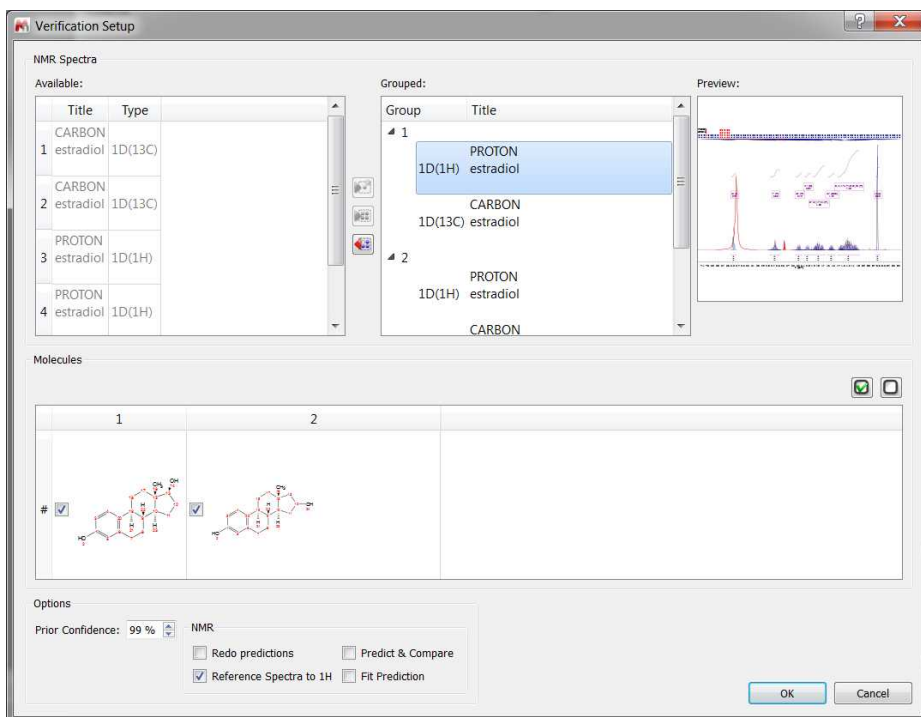 Verification Setup
NMR Spectra
Available:
Title Type
1 CARBON estradiol 1D(13C)
2 CARBON estradiol 1D(13C)
3 PROTON estradiol 1D(1H)
4 PROTON estradiol 1D(1H)
Grouped:
Group Title
1
1D(1H) PROTON estradiol
1D(13C) CARBON estradiol
2
1D(1H) PROTON estradiol
CARBON
Preview:
Molecules
1 2
#
Options
Prior Confidence: 99 %
NMR
Redo predictions
Predict & Compare
Reference Spectra to 1H
Fit Prediction
OK
Cancel